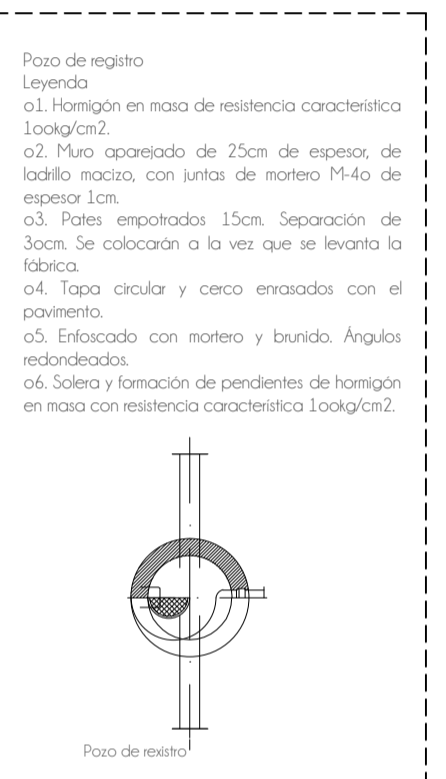 Pozo de registro
Leyenda
o1. Hormigón en masa de resistencia característica
1ookg/cm2.
o2. Muro aparejado de 25cm de espesor, de
ladrillo macizo, con juntas de mortero M-4o de
espesor 1cm.
o3. Pates empotrados 15cm. Separación de
3ocm. Se colocarán a la vez que se levanta la
fábrica.
o4. Tapa circular y cerco enrasados con el
pavimento.
o5. Enfoscado con mortero y brunido. Ángulos
redondeados.
o6. Solera y formación de pendientes de hormigón
en masa con resistencia característica 1ookg/cm2.
Pozo de rexistro